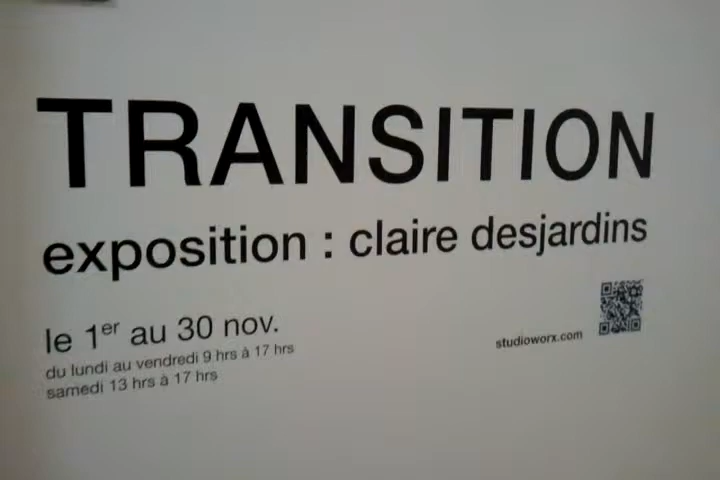 TRANSITION
exposition : claire desjardins
le 1er au 30 nov.
du lundi au vendredi 9 hrs à 17 hrs
samedi 13 hrs à 17 hrs
studioworx.com